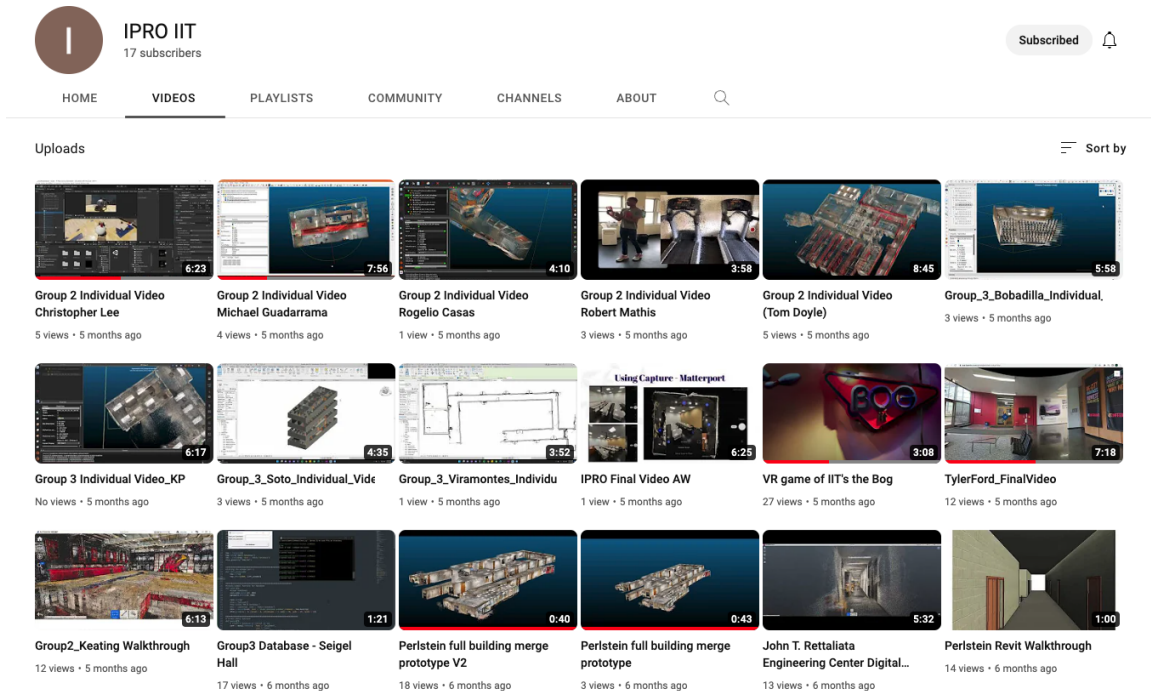 I
IPRO IIT
17 subscribers
Subscribed
HOME
VIDEOS
PLAYLISTS
COMMUNITY
CHANNELS
ABOUT
Uploads
Sort by
6:23
7:56
4:10
3:58
8:45
5:58
Group 2 Individual Video
Christopher Lee
5 views • 5 months ago
Group 2 Individual Video
Michael Guadarrama
4 views • 5 months ago
Group 2 Individual Video
Rogelio Casas
1 view • 5 months ago
Group 2 Individual Video
Robert Mathis
3 views • 5 months ago
Group 2 Individual Video
(Tom Doyle)
5 views • 5 months ago
Group_3_Bobadilla_Individual_
3 views • 5 months ago
6:17
4:35
3:52
Using Capture - Matterport
6:25
BOG
3:08
7:18
Group 3 Individual Video_KP
No views • 5 months ago
Group_3_Soto_Individual_Vide
3 views • 5 months ago
Group_3_Viramontes_Individu
1 view • 5 months ago
IPRO Final Video AW
1 view • 5 months ago
VR game of IIT's the Bog
27 views • 5 months ago
TylerFord_FinalVideo
12 views • 5 months ago
6:13
1:21
0:40
0:43
5:32
1:00
Group2_Keating Walkthrough
12 views • 5 months ago
Group3 Database - Seigel
Hall
17 views • 6 months ago
Perlstein full building merge
prototype V2
18 views • 6 months ago
Perlstein full building merge
prototype
3 views • 6 months ago
John T. Rettaliata
Engineering Center Digital...
13 views • 6 months ago
Perlstein Revit Walkthrough
14 views • 6 months ago